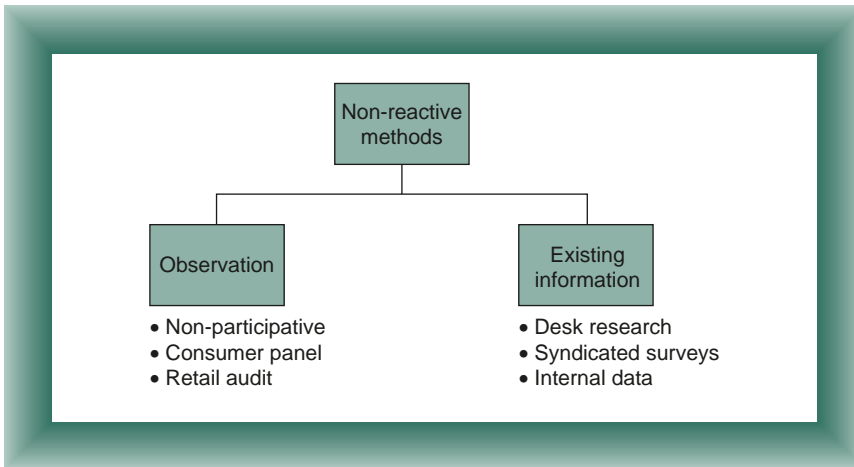 Non-reactive
methods
Observation
• Non-participative
• Consumer panel
• Retail audit
Existing
information
• Desk research
• Syndicated surveys
• Internal data